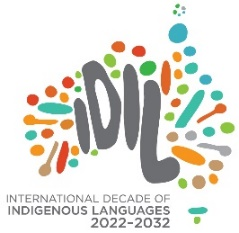 IDIL
INTERNATIONAL DECADE OF
INDIGENOUS LANGUAGES
2022–2032